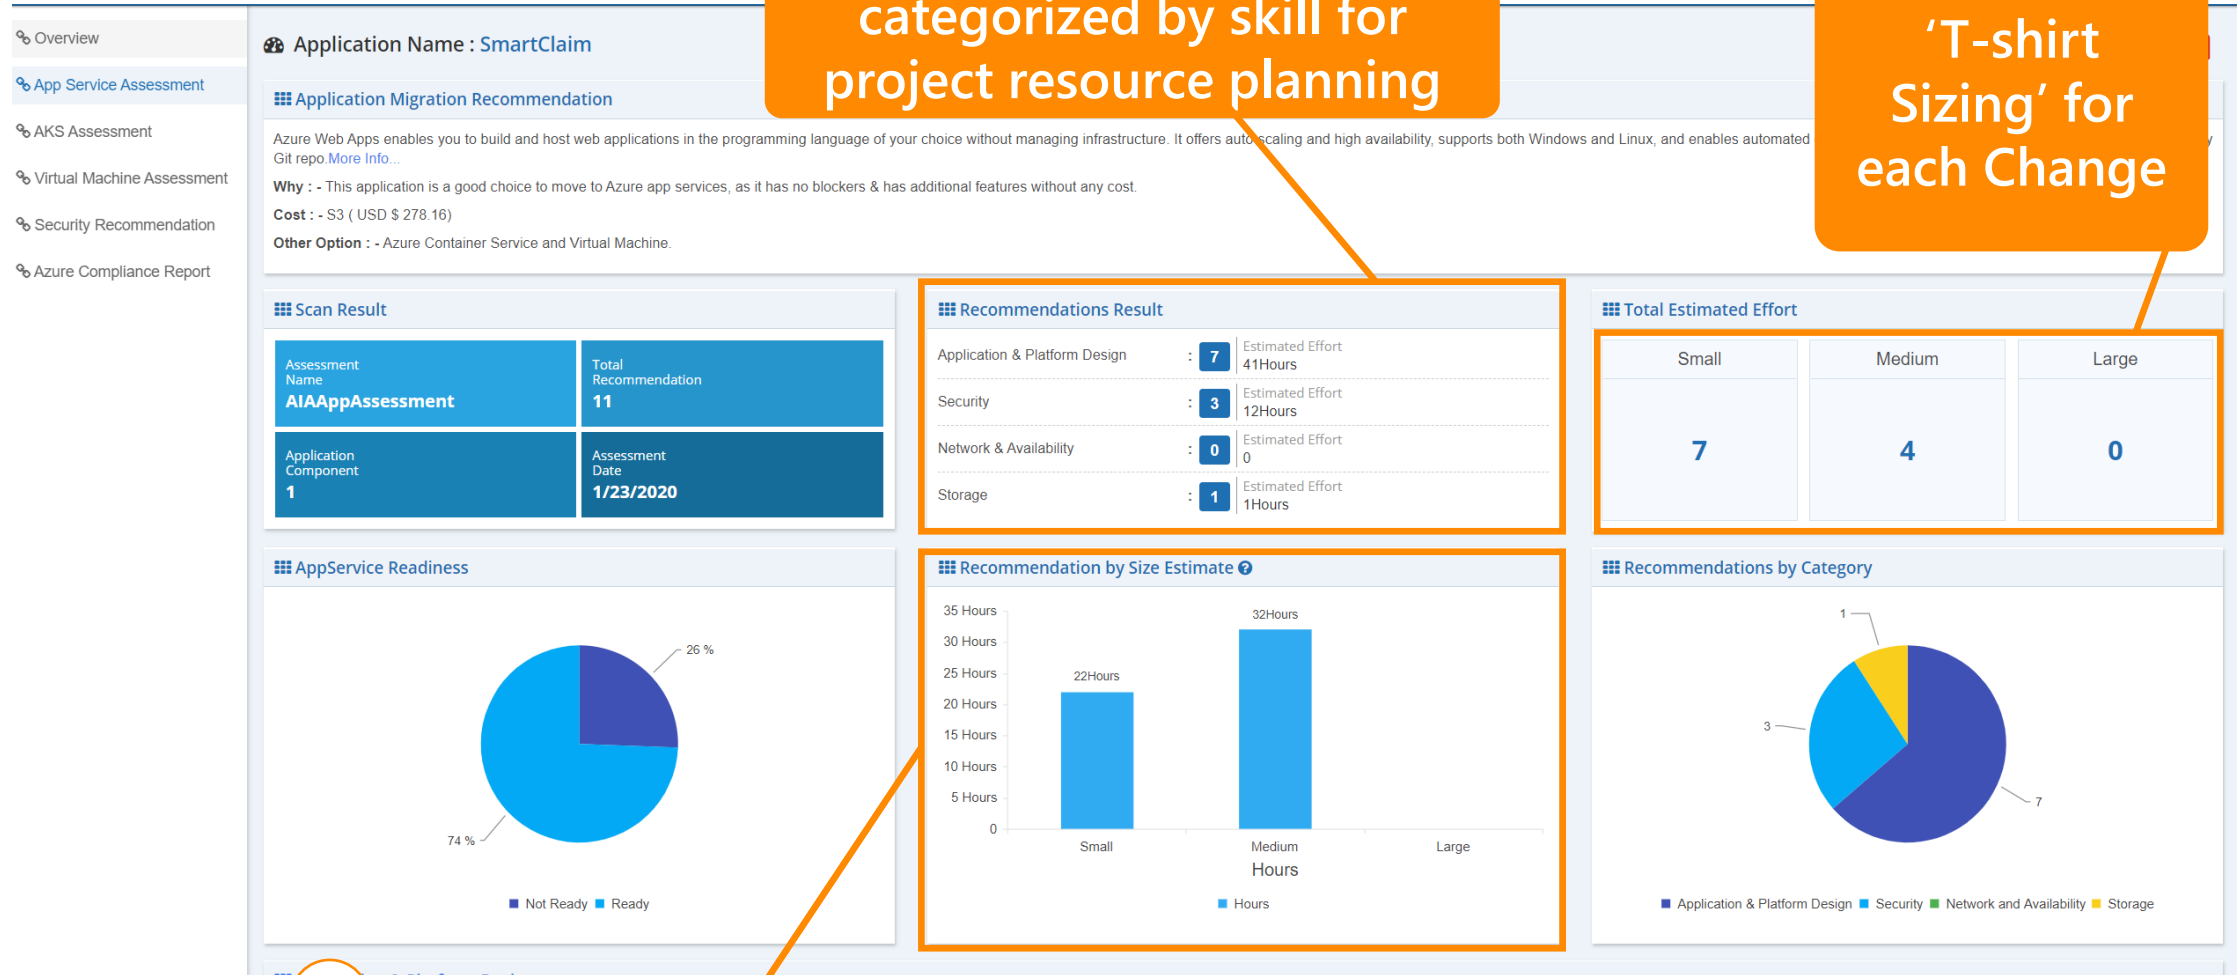 categorized by skill for
project resource planning
'T-shirt
Sizing' for
each Change
Overview
App Service Assessment
AKS Assessment
Virtual Machine Assessment
Security Recommendation
Azure Compliance Report
Application Name : SmartClaim
Application Migration Recommendation
Azure Web Apps enables you to build and host web applications in the programming language of your choice without managing infrastructure. It offers auto scaling and high availability, supports both Windows and Linux, and enables automated
Git repo.More Info...
Why : - This application is a good choice to move to Azure app services, as it has no blockers & has additional features without any cost.
Cost : - S3 ( USD $ 278.16)
Other Option : - Azure Container Service and Virtual Machine.
Scan Result
Assessment
Name
AIAAppAssessment
Total
Recommendation
11
Application
Component
1
Assessment
Date
1/23/2020
Recommendations Result
Application & Platform Design : 7 Estimated Effort
41Hours
Security : 3 Estimated Effort
12Hours
Network & Availability : 0 Estimated Effort
0
Storage : 1 Estimated Effort
1Hours
Total Estimated Effort
Small Medium Large
7 4 0
AppService Readiness
26 %
74 %
Not Ready Ready
Recommendation by Size Estimate ?
35 Hours
30 Hours
25 Hours
20 Hours
15 Hours
10 Hours
5 Hours
0
22Hours
32Hours
Small Medium Large
Hours
Hours
Recommendations by Category
1
3
7
Application & Platform Design Security Network and Availability Storage